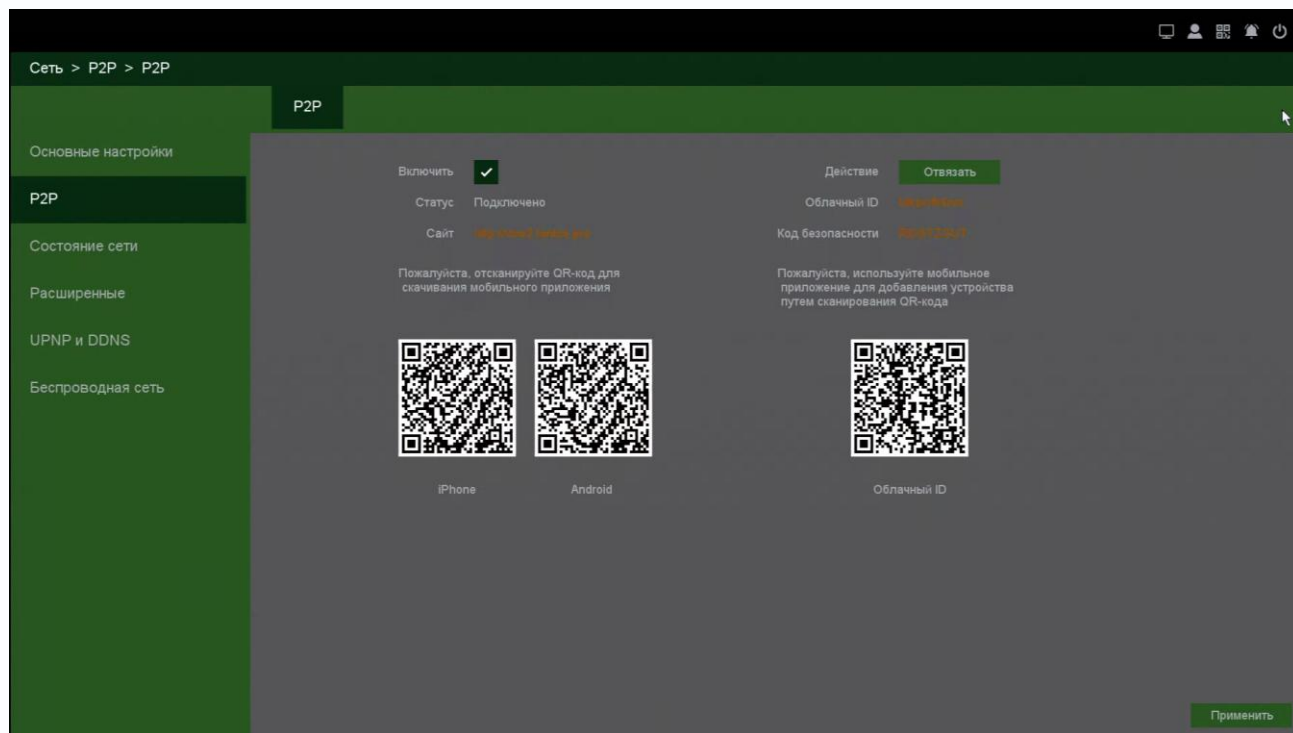 Сеть > P2P > P2P
P2P
Основные настройки
P2P
Состояние сети
Расширенные
UPNP и DDNS
Беспроводная сеть
Включить
Статус Подключено
Сайт
Пожалуйста, отсканируйте QR-код для
скачивания мобильного приложения
iPhone
Android
Действие Отвязать
Облачный ID
Код безопасности
Пожалуйста, используйте мобильное
приложение для добавления устройства
путем сканирования QR-кода
Облачный ID
Применить